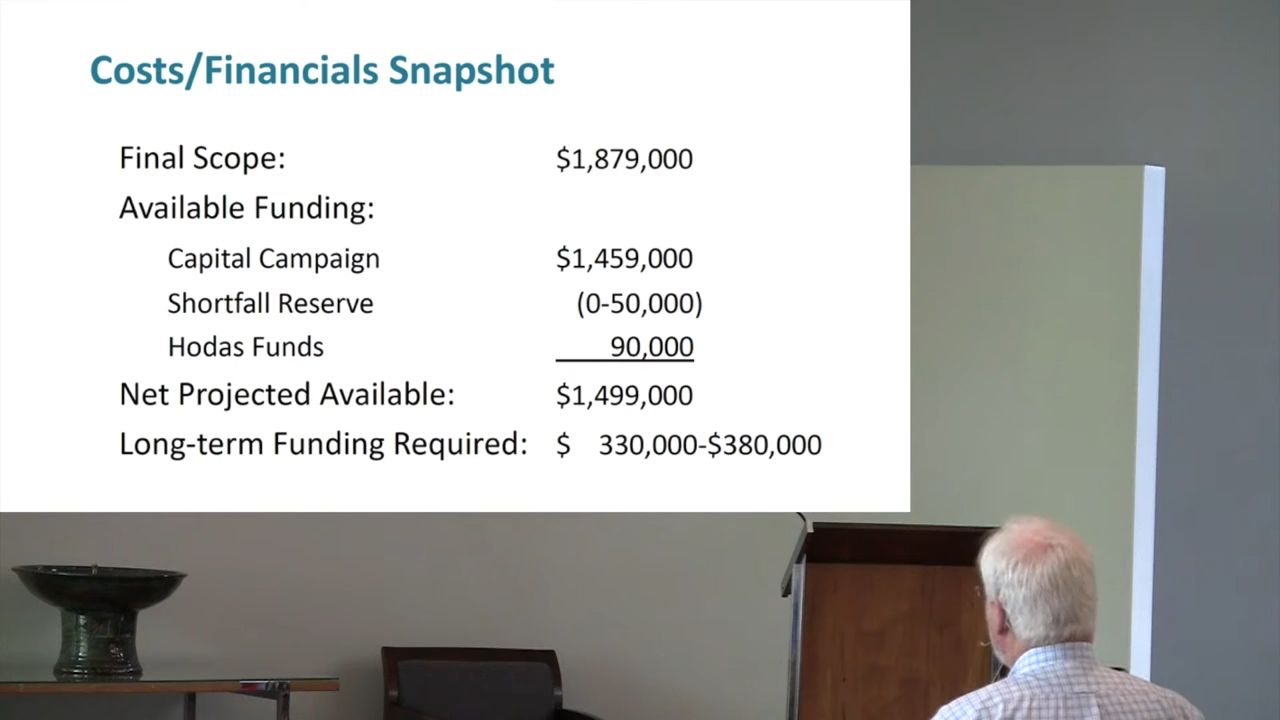 Costs/Financials Snapshot
Final Scope: $1,879,000
Available Funding:
Capital Campaign $1,459,000
Shortfall Reserve (0-50,000)
Hodas Funds 90,000
Net Projected Available: $1,499,000
Long-term Funding Required: $ 330,000-$380,000